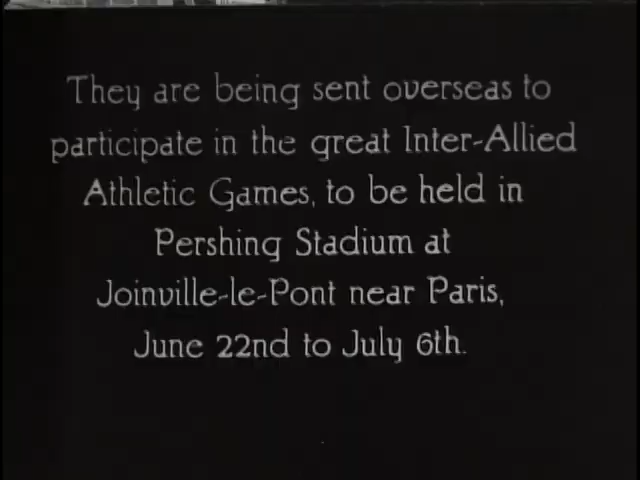 They are being sent overseas to
participate in the great Inter-Allied
Athletic Games, to be held in
Pershing Stadium at
Joinville-le-Pont near Paris,
June 22nd to July 6th.